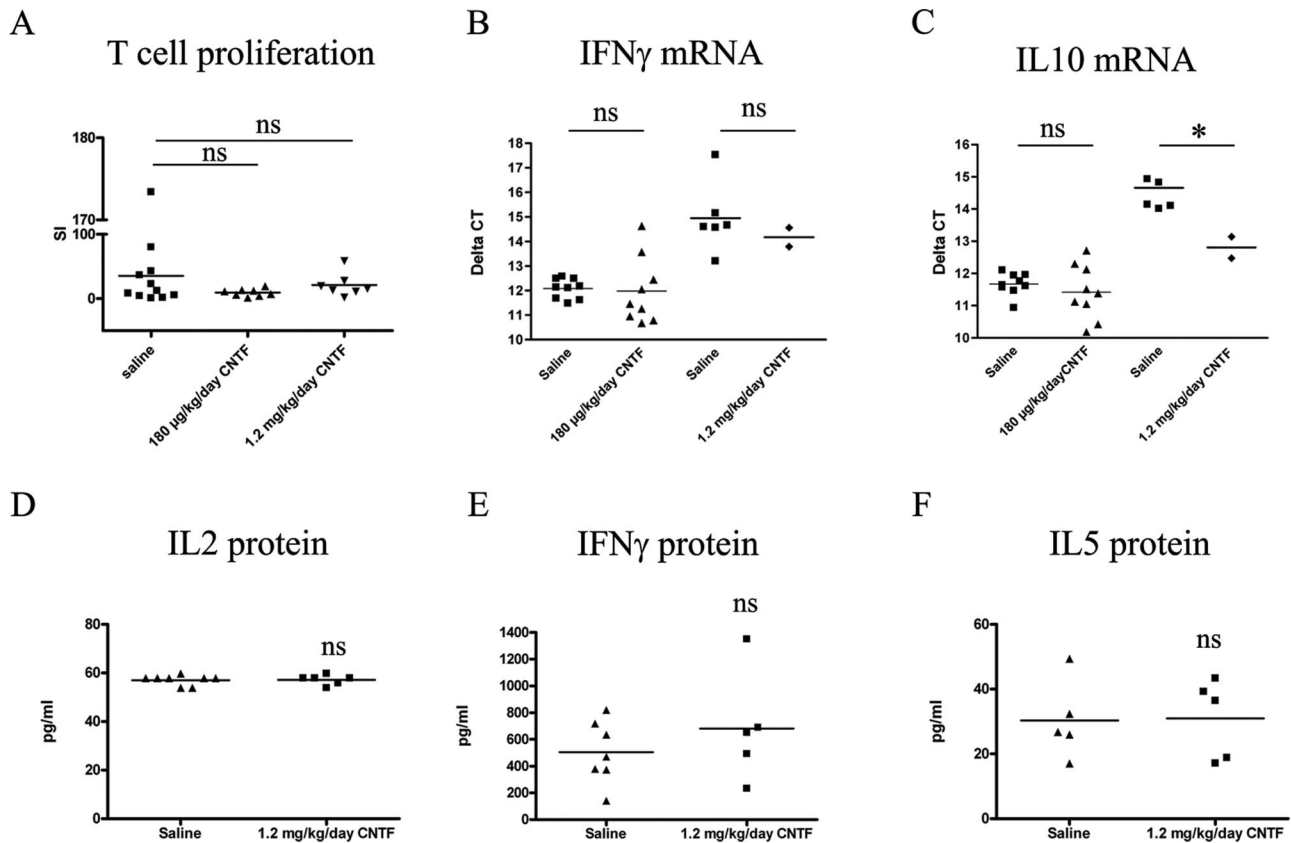 A
T cell proliferation
ns
ns
180
170
100
0
SI
saline
180 µg/kg/day CNTF
1.2 mg/kg/day CNTF
B
IFNγ mRNA
ns
ns
18
17
16
15
14
13
12
11
10
Delta CT
Saline
180 µg/kg/day CNTF
Saline
1.2 mg/kg/day CNTF
C
IL10 mRNA
ns
*
16
15
14
13
12
11
10
Delta CT
Saline
180 µg/kg/dayCNTF
Saline
1.2 mg/kg/day CNTF
D
IL2 protein
ns
80
60
40
20
0
pg/ml
Saline
1.2 mg/kg/day CNTF
E
IFNγ protein
ns
1400
1200
1000
800
600
400
200
0
pg/ml
Saline
1.2 mg/kg/day CNTF
F
IL5 protein
ns
60
40
20
0
pg/ml
Saline
1.2 mg/kg/day CNTF